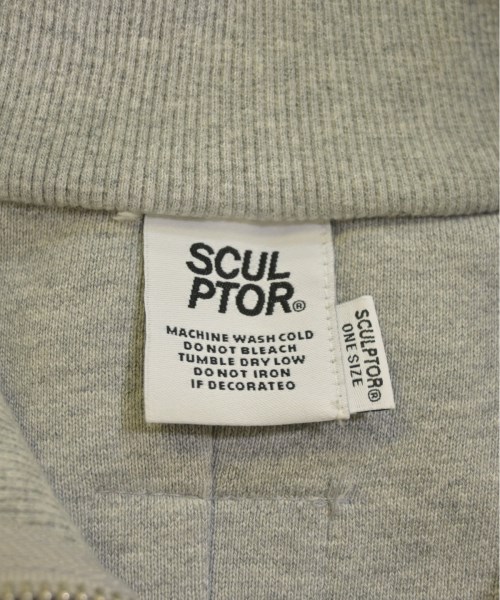 SCUL
PTOR®
MACHINE WASH COLD
DO NOT BLEACH
TUMBLE DRY LOW
DO NOT IRON
IF DECORATEO
SCULPTOR®
ONE SIZE